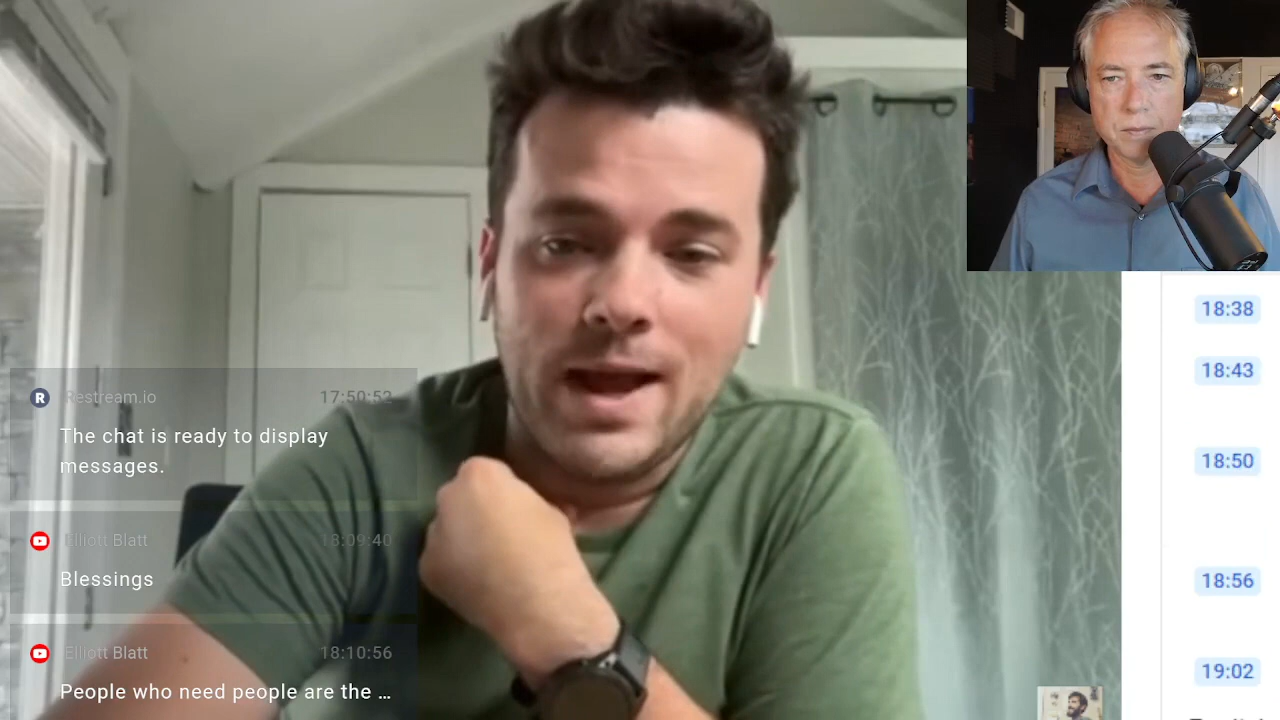 18:38
18:43
18:50
18:56
19:02
R Restream.io 17:50:52
The chat is ready to display
messages.
Elliott Blatt 18:09:40
Blessings
Elliott Blatt 18:10:56
People who need people are the …